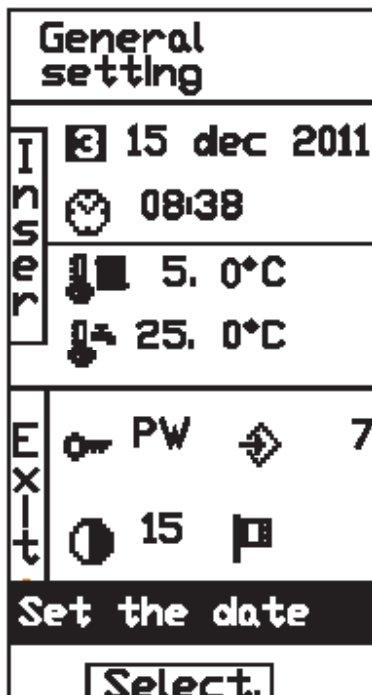 General
setting
Inser
3 15 dec 2011
08:38
5. 0°C
25. 0°C
Exit
PW 7
15
Set the date
Select.